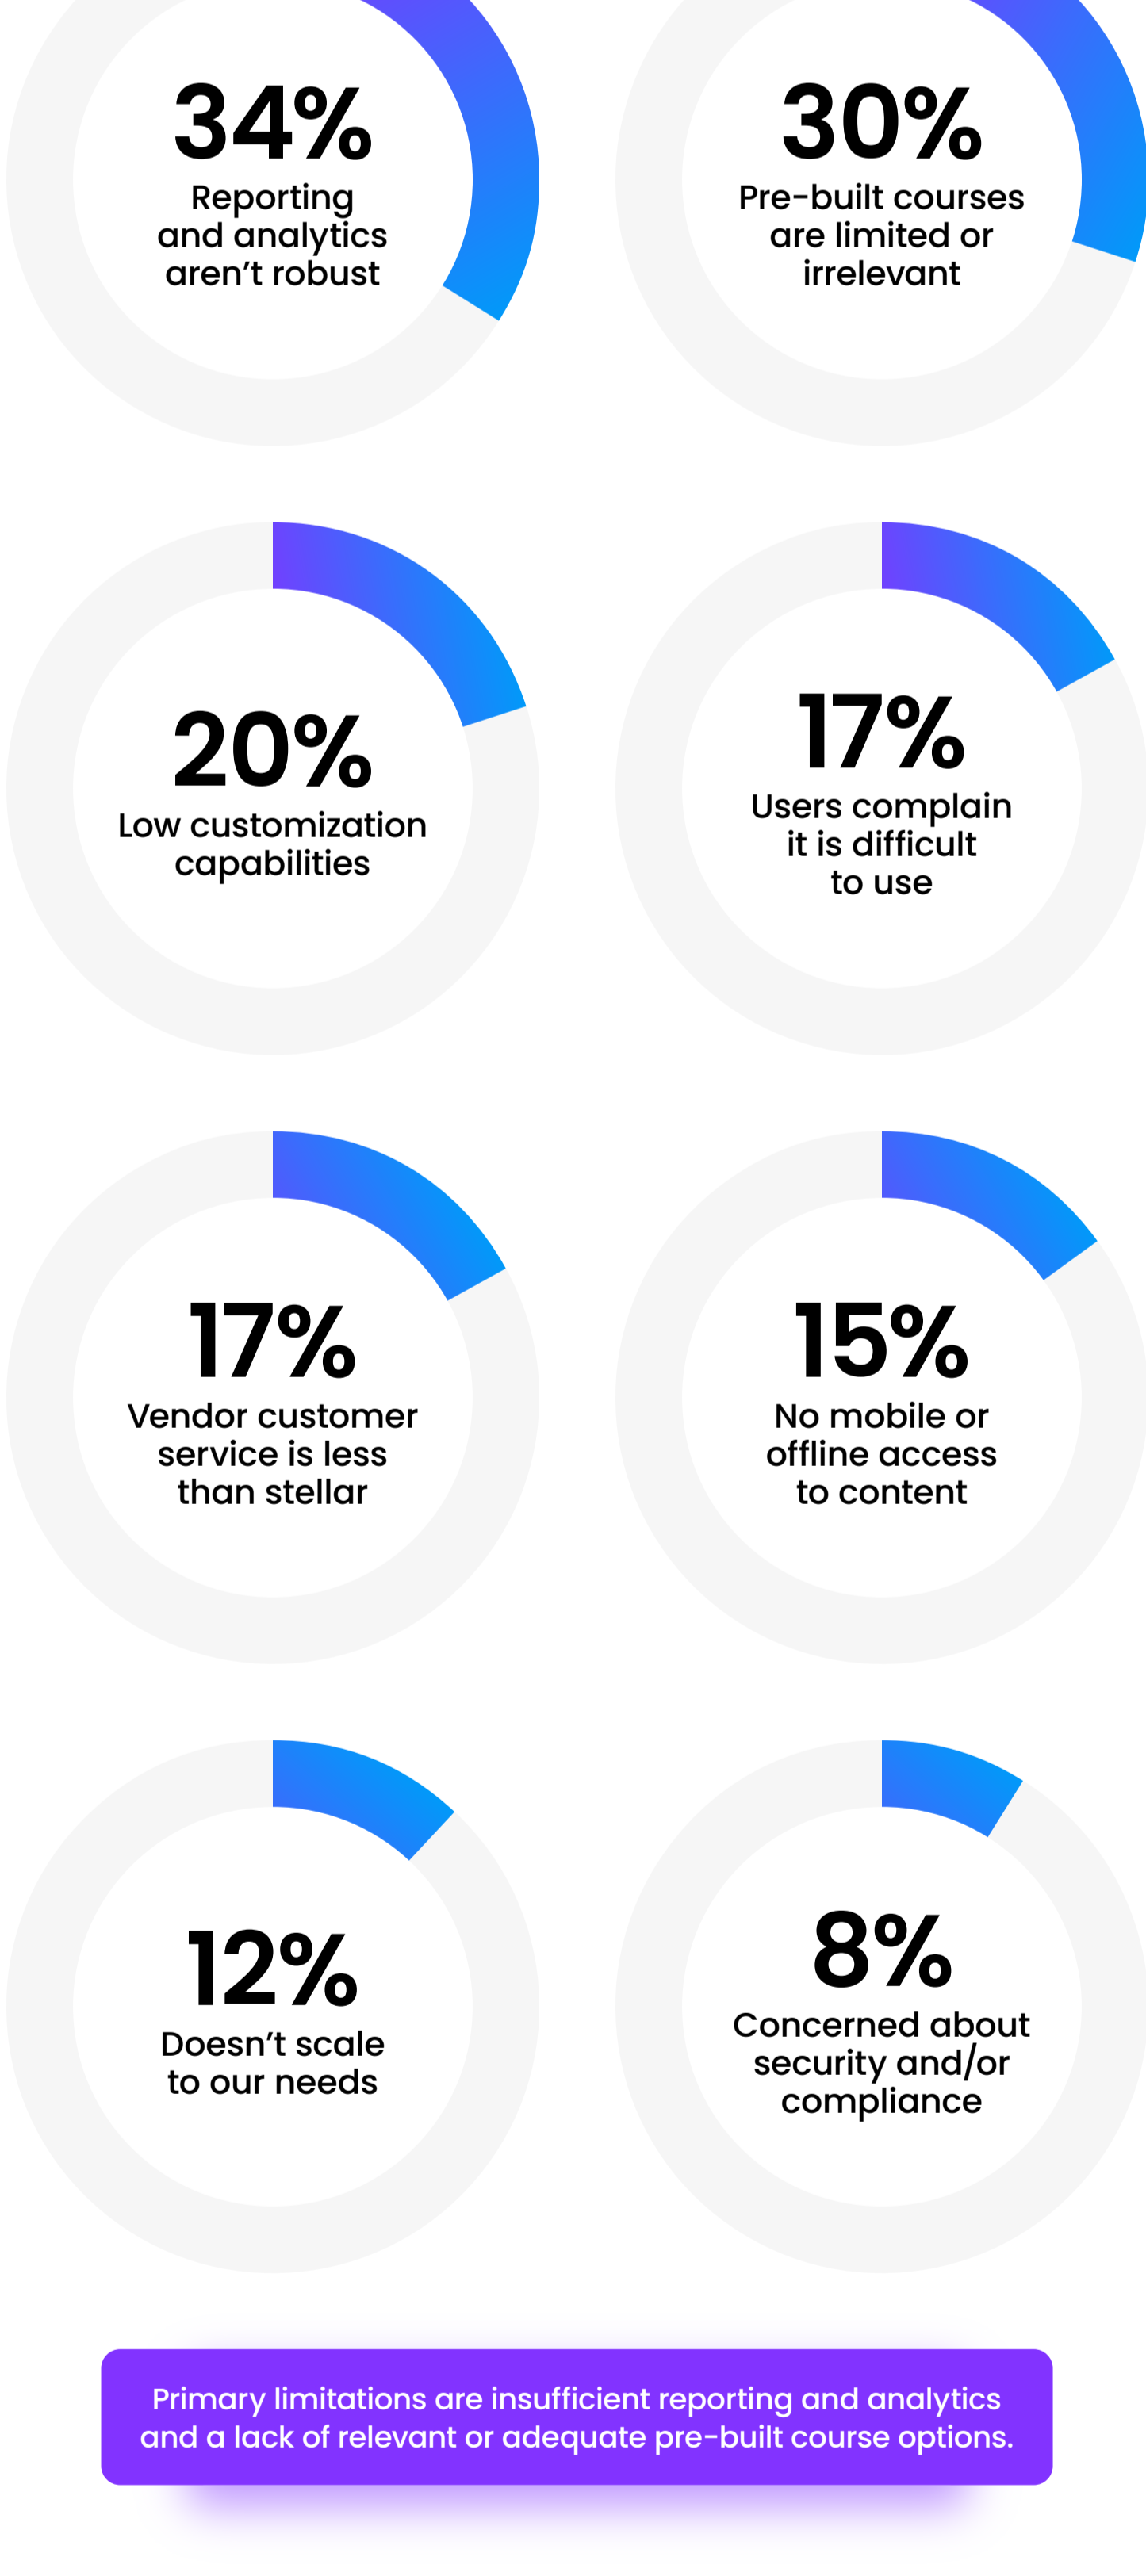 34%
Reporting
and analytics
aren’t robust
30%
Pre-built courses
are limited or
irrelevant
20%
Low customization
capabilities
17%
Users complain
it is difficult
to use
17%
Vendor customer
service is less
than stellar
15%
No mobile or
offline access
to content
12%
Doesn’t scale
to our needs
8%
Concerned about
security and/or
compliance
Primary limitations are insufficient reporting and analytics
and a lack of relevant or adequate pre-built course options.